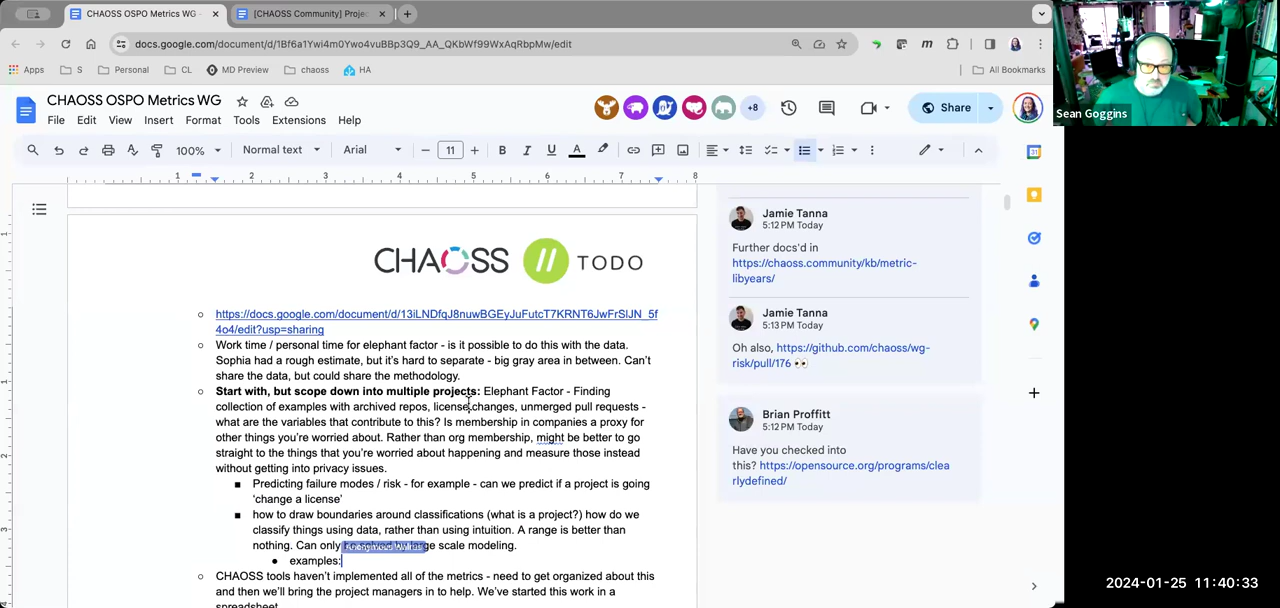 CHAOSS OSPO Metrics WG -
[CHAOSS Community] Proje
docs.google.com/document/d/1Bf6a1Ywi4m0Ywo4vuBBp3Q9_AA_QKbWf99WxAqRbpMw/edit
Apps
S
Personal
CL
MD Preview
chaoss
HA
All Bookmarks
Sean Goggins
CHAOSS OSPO Metrics WG
+8
Share
File Edit View Insert Format Tools Extensions Help
100%
Normal text
Arial
11
1 2 3 4 5 6 7 8
CHAOSS // TODO
https://docs.google.com/document/d/13iLNDfqJ8nuwBGEyJuFutcT7KRNT6JwFrSlJN_5f
4o4/edit?usp=sharing
Work time / personal time for elephant factor - is it possible to do this with the data.
Sophia had a rough estimate, but it's hard to separate - big gray area in between. Can't
share the data, but could share the methodology.
Start with, but scope down into multiple projects: Elephant Factor - Finding
collection of examples with archived repos, license changes, unmerged pull requests -
what are the variables that contribute to this? Is membership in companies a proxy for
other things you're worried about. Rather than org membership, might be better to go
straight to the things that you're worried about happening and measure those instead
without getting into privacy issues.
Predicting failure modes / risk - for example - can we predict if a project is going
'change a license'
how to draw boundaries around classifications (what is a project?) how do we
classify things using data, rather than using intuition. A range is better than
nothing. Can only large scale modeling.
examples:
CHAOSS tools haven't implemented all of the metrics - need to get organized about this
and then we'll bring the project managers in to help. We've started this work in a
spreadsheet
Jamie Tanna
5:12 PM Today
Further docs'd in
https://chaoss.community/kb/metric-
libyears/
Jamie Tanna
5:13 PM Today
Oh also, https://github.com/chaoss/wg-
risk/pull/176 👀
Brian Proffitt
5:12 PM Today
Have you checked into
this? https://opensource.org/programs/clea
rlydefined/
2024-01-25 11:40:33